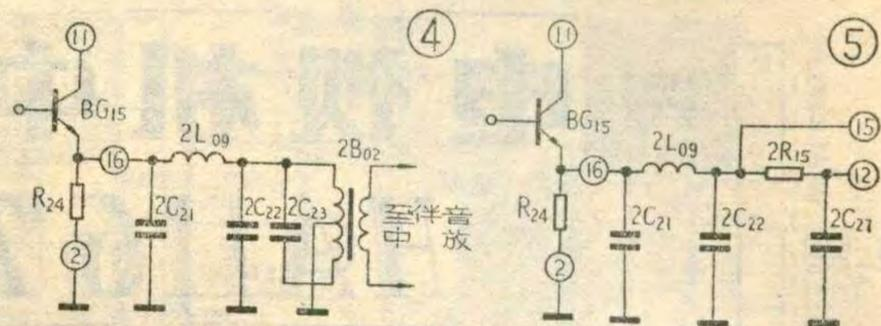 ④
⑪
BG₁₅
⑯
2L₀₉
2B₀₂
R₂₄
2C₂₁
2C₂₂
2C₂₃
②
至伴音
中放
⑤
⑪
BG₁₅
⑯
2L₀₉
⑮
2R₁₅
⑫
R₂₄
2C₂₁
2C₂₂
2C₂₇
②